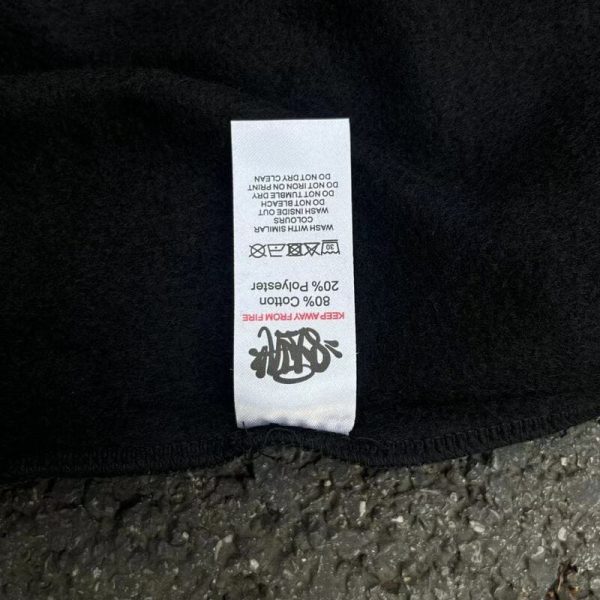 KEEP AWAY FROM FIRE
80% Cotton
20% Polyester
30
WASH WITH SIMILAR
COLOURS
WASH INSIDE OUT
DO NOT BLEACH
DO NOT TUMBLE DRY
DO NOT IRON ON PRINT
DO NOT DRY CLEAN